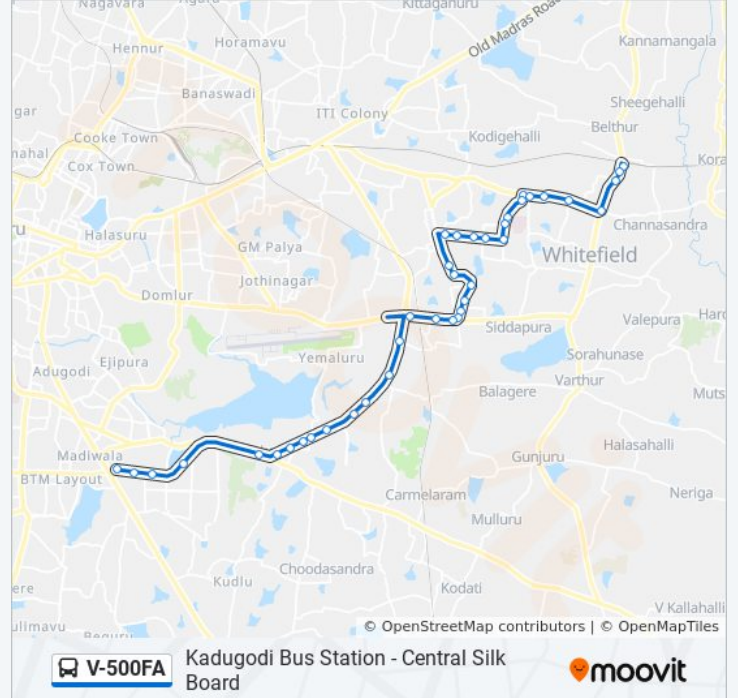 Nagavara
Kittaganuru
Hennur
Horamavu
Old Madras Road
Kannamangala
Banaswadi
Sheegehalli
gar
ITI Colony
Cooke Town
Kodigehalli
Belthur
nahal
Cox Town
Kora
ru
Halasuru
Channasandra
GM Palya
Whitefield
Jothinagar
Domlur
Siddapura
Valepura
Hard
Ejipura
Yemaluru
Sorahunase
Adugodi
Varthur
Balagere
Muts
Madiwala
Halasahalli
BTM Layout
Gunjuru
Carmelaram
Neriga
Mulluru
Choodasandra
Kudlu
Kodati
ere
V Kallahalli
ulimavu
Beguru
© OpenStreetMap contributors | © OpenMapTiles
V-500FA
Kadugodi Bus Station - Central Silk
Board
moovit